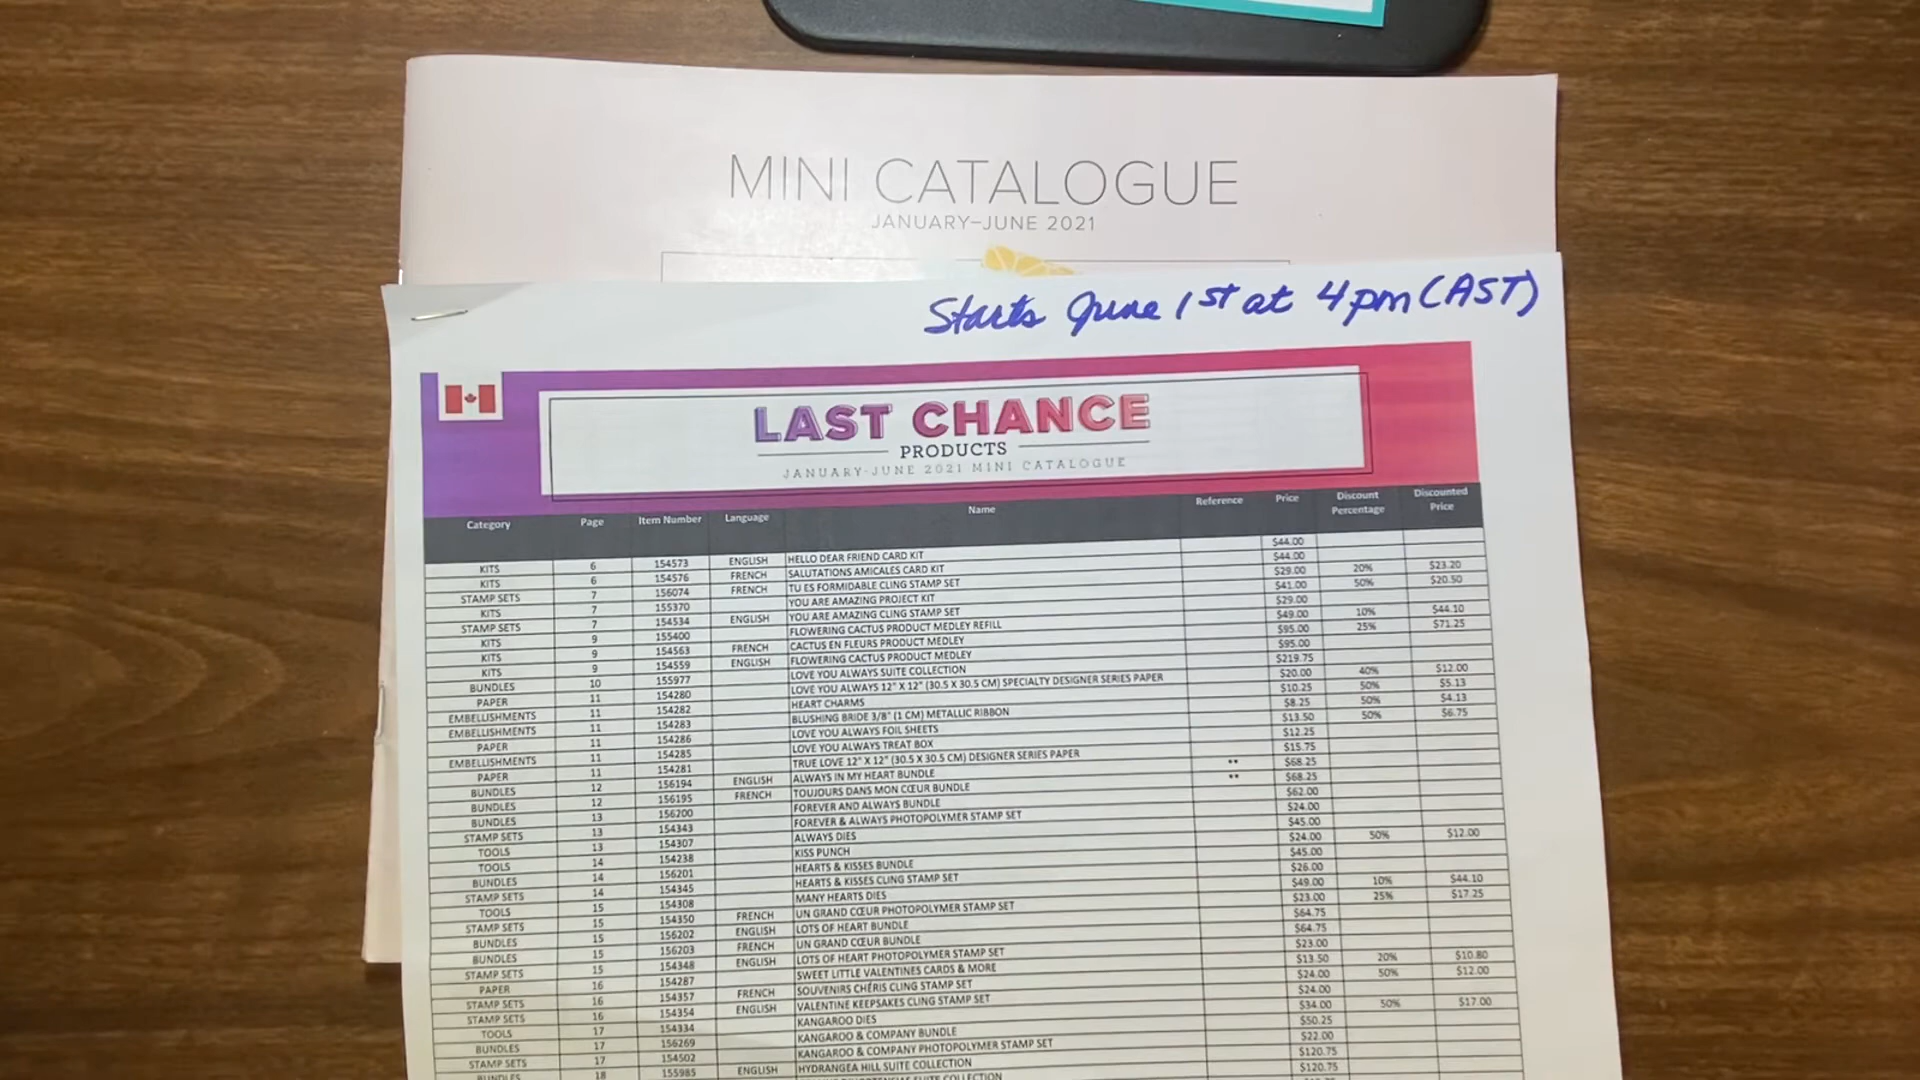 MINI CATALOGUE
JANUARY–JUNE 2021
Starts June 1st at 4pm (AST)
LAST CHANCE
PRODUCTS
JANUARY-JUNE 2021 MINI CATALOGUE
Category Page Item Number Language Name Reference Price Discount Percentage Discounted Price
KITS 6 154573 ENGLISH HELLO DEAR FRIEND CARD KIT $44.00
KITS 6 154576 FRENCH SALUTATIONS AMICALES CARD KIT $44.00
STAMP SETS 7 156074 FRENCH TU ES FORMIDABLE CLING STAMP SET $29.00 20% $23.20
KITS 7 155370 YOU ARE AMAZING PROJECT KIT $41.00 50% $20.50
STAMP SETS 7 154534 ENGLISH YOU ARE AMAZING CLING STAMP SET $29.00
KITS 9 155400 FLOWERING CACTUS PRODUCT MEDLEY REFILL $49.00 10% $44.10
KITS 9 154563 FRENCH CACTUS EN FLEURS PRODUCT MEDLEY $95.00 25% $71.25
KITS 9 154559 ENGLISH FLOWERING CACTUS PRODUCT MEDLEY $95.00
BUNDLES 10 155977 LOVE YOU ALWAYS SUITE COLLECTION $219.75
PAPER 11 154280 LOVE YOU ALWAYS 12" X 12" (30.5 X 30.5 CM) SPECIALTY DESIGNER SERIES PAPER $20.00 40% $12.00
EMBELLISHMENTS 11 154282 HEART CHARMS $10.25 50% $5.13
EMBELLISHMENTS 11 154283 BLUSHING BRIDE 3/8" (1 CM) METALLIC RIBBON $8.25 50% $4.13
PAPER 11 154286 LOVE YOU ALWAYS FOIL SHEETS $13.50 50% $6.75
EMBELLISHMENTS 11 154285 LOVE YOU ALWAYS TREAT BOX $12.25
PAPER 11 154281 TRUE LOVE 12" X 12" (30.5 X 30.5 CM) DESIGNER SERIES PAPER $15.75
BUNDLES 12 156194 ENGLISH ALWAYS IN MY HEART BUNDLE ** $68.25
BUNDLES 12 156195 FRENCH TOUJOURS DANS MON CŒUR BUNDLE ** $68.25
BUNDLES 13 156200 FOREVER AND ALWAYS BUNDLE $62.00
STAMP SETS 13 154343 FOREVER & ALWAYS PHOTOPOLYMER STAMP SET $24.00
TOOLS 13 154307 ALWAYS DIES $45.00
TOOLS 14 154238 KISS PUNCH $24.00 50% $12.00
BUNDLES 14 156201 HEARTS & KISSES BUNDLE $45.00
STAMP SETS 14 154345 HEARTS & KISSES CLING STAMP SET $26.00
TOOLS 15 154308 MANY HEARTS DIES $49.00 10% $44.10
STAMP SETS 15 154350 FRENCH UN GRAND CŒUR PHOTOPOLYMER STAMP SET $23.00 25% $17.25
BUNDLES 15 156202 ENGLISH LOTS OF HEART BUNDLE $64.75
BUNDLES 15 156203 FRENCH UN GRAND CŒUR BUNDLE $64.75
STAMP SETS 15 154348 ENGLISH LOTS OF HEART PHOTOPOLYMER STAMP SET $23.00
PAPER 16 154287 SWEET LITTLE VALENTINES CARDS & MORE $13.50 20% $10.80
STAMP SETS 16 154357 FRENCH SOUVENIRS CHÉRIS CLING STAMP SET $24.00 50% $12.00
STAMP SETS 16 154354 ENGLISH VALENTINE KEEPSAKES CLING STAMP SET $24.00
TOOLS 17 154334 KANGAROO DIES $34.00 50% $17.00
BUNDLES 17 156269 KANGAROO & COMPANY BUNDLE $50.25
STAMP SETS 17 154502 KANGAROO & COMPANY PHOTOPOLYMER STAMP SET $22.00
BUNDLES 18 155985 ENGLISH HYDRANGEA HILL SUITE COLLECTION $120.75
SUITE COLLECTION $120.75